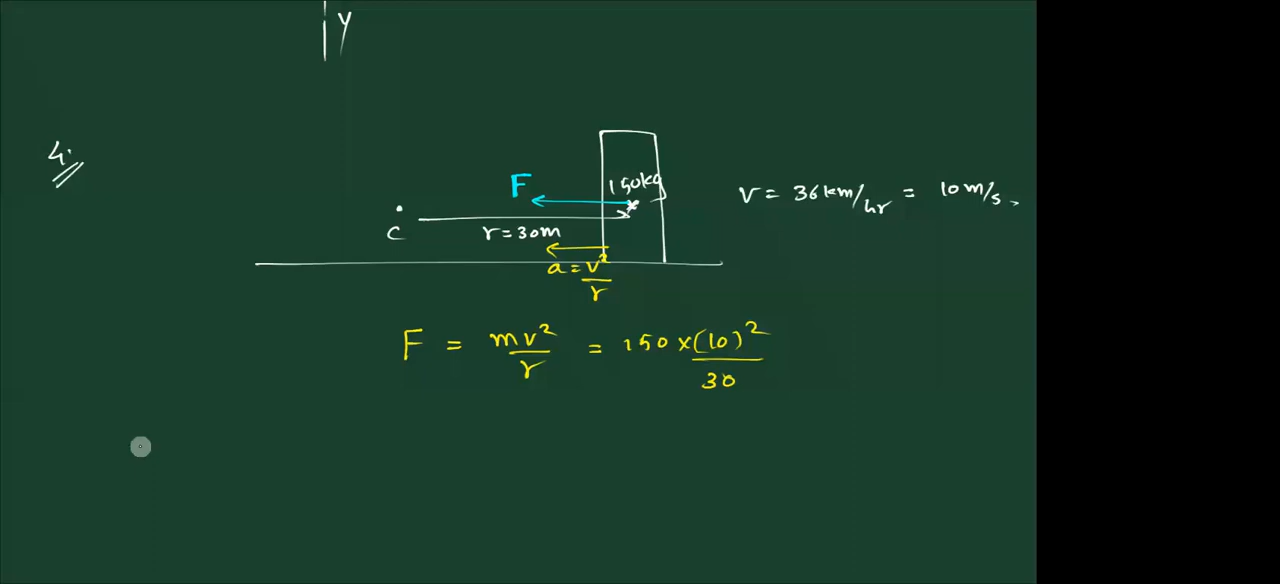 y
4.
F
150kg
V = 36 km/hr = 10 m/s,
C
r = 30m
a = v²/r
F = mv²/r = 150 × (10)²/30